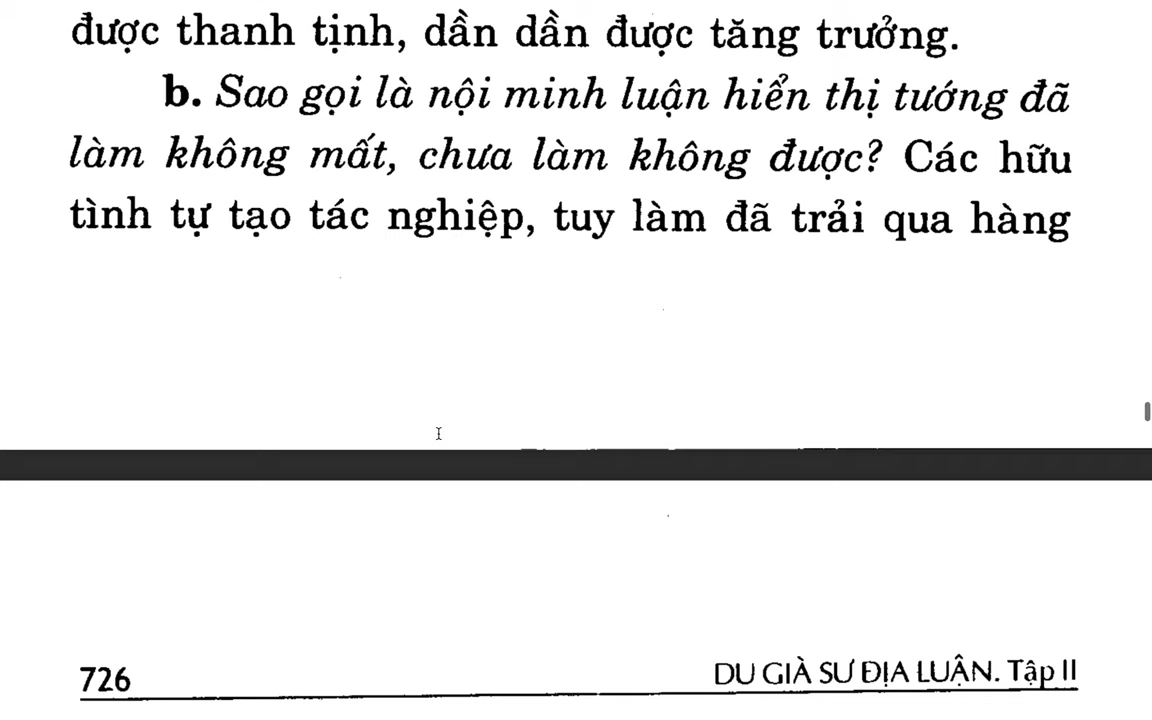 được thanh tịnh, dần dần được tăng trưởng.
b. Sao gọi là nội minh luận hiển thị tướng đã
làm không mất, chưa làm không được? Các hữu
tình tự tạo tác nghiệp, tuy làm đã trải qua hàng
726 DU GIÀ SƯ ĐỊA LUẬN. Tập II